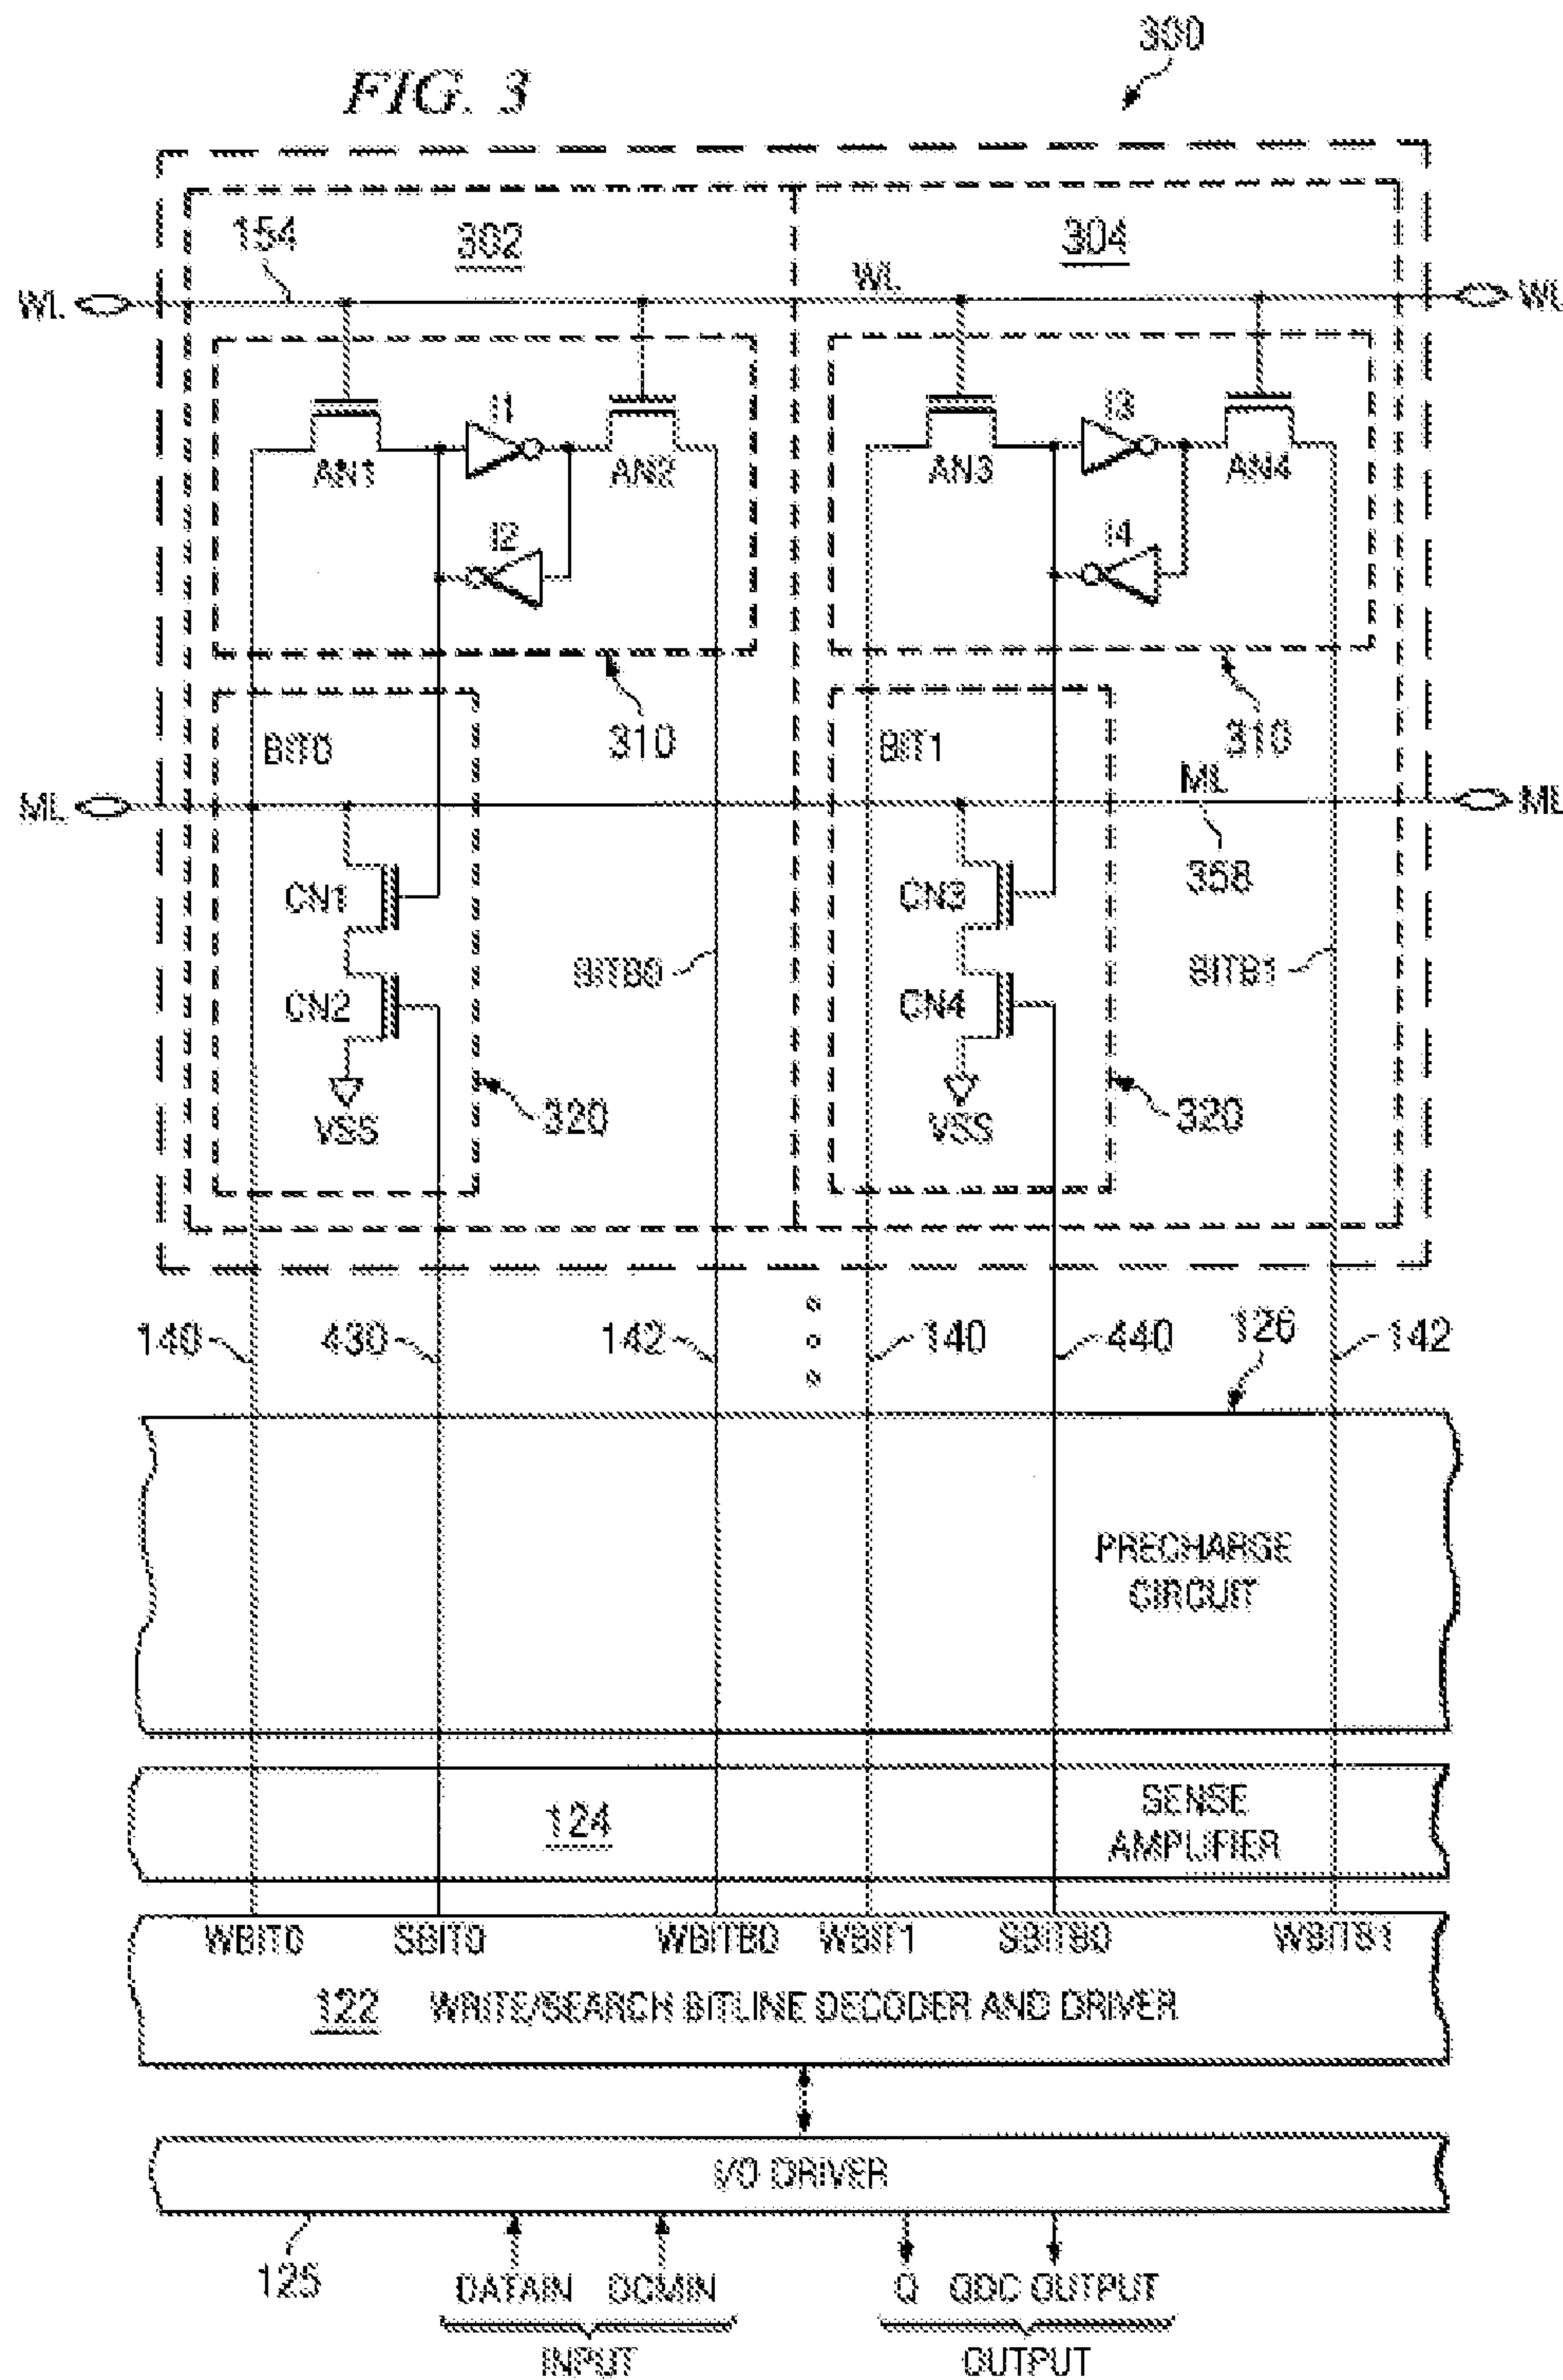 FIG. 3
300
154
302
304
WL
WL
WL
AN1
I1
AN2
AN3
I3
AN4
I2
I4
BIT0
310
BIT1
310
ML
ML
ML
CN1
CN3
358
BITB0
BITB1
CN2
CN4
VSS
320
VSS
320
140
430
142
140
440
126
142
PRECHARGE
CIRCUIT
124
SENSE
AMPLIFIER
WBIT0
SBIT0
WBITB0
WBIT1
SBITB0
WBITB1
122
WRITE/SEARCH BITLINE DECODER AND DRIVER
I/O DRIVER
125
DATAIN
DCMIN
Q
QDC OUTPUT
INPUT
OUTPUT